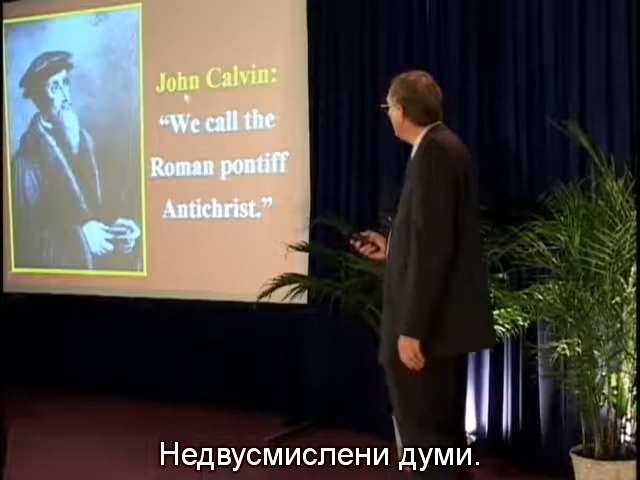 John Calvin:
“We call the
Roman pontiff
Antichrist.”
Недвусмислени думи.